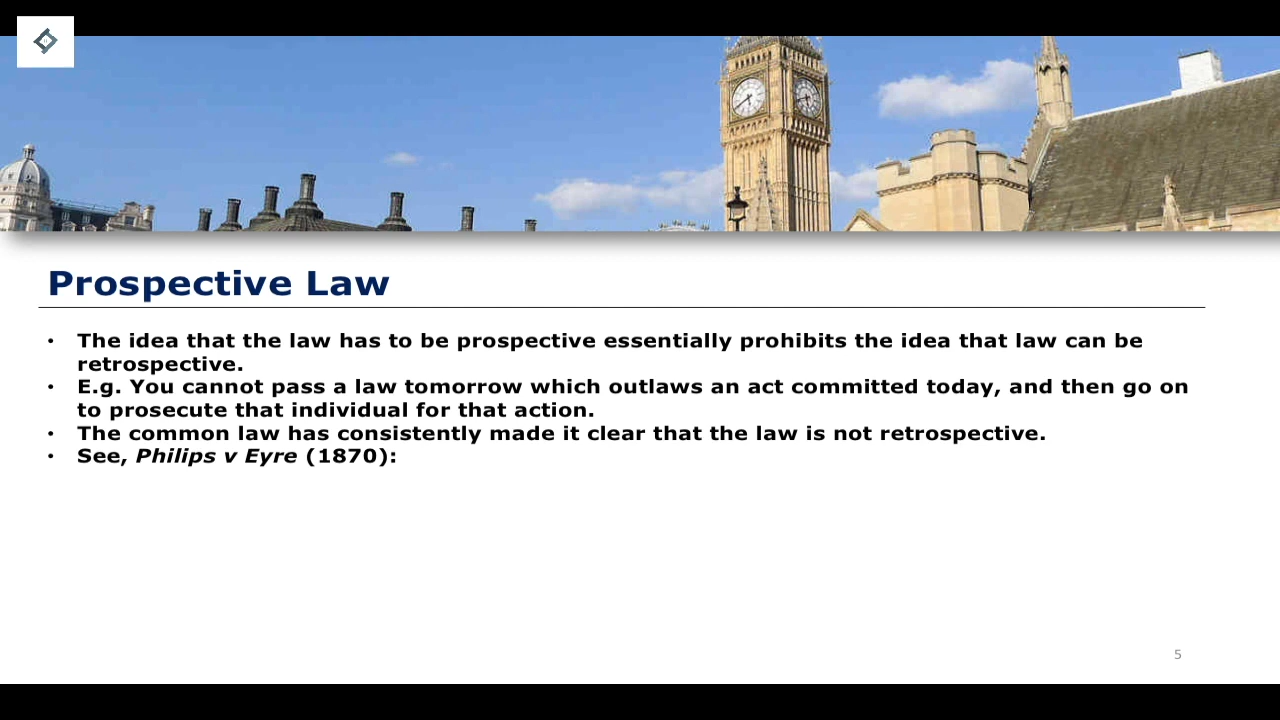 Prospective Law
• The idea that the law has to be prospective essentially prohibits the idea that law can be
retrospective.
• E.g. You cannot pass a law tomorrow which outlaws an act committed today, and then go on
to prosecute that individual for that action.
• The common law has consistently made it clear that the law is not retrospective.
• See, Philips v Eyre (1870):
5